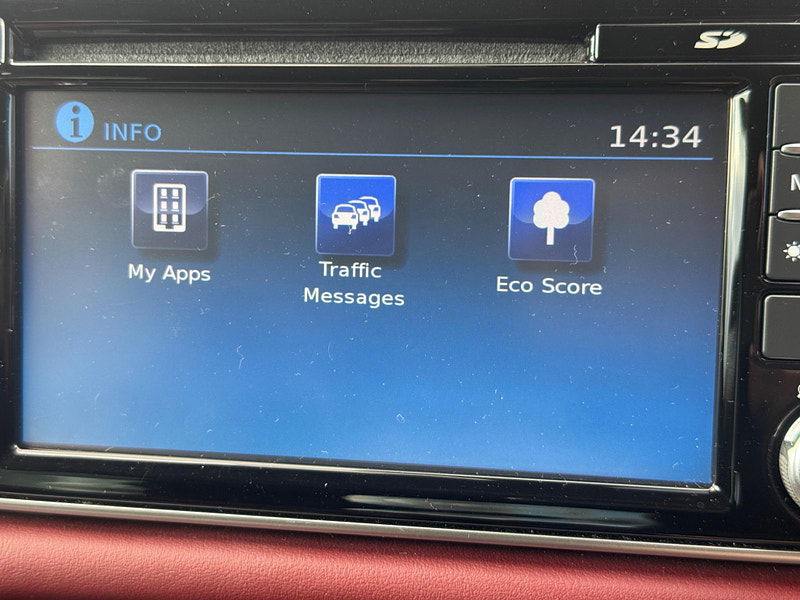 SD
INFO
14:34
My Apps
Traffic
Messages
Eco Score